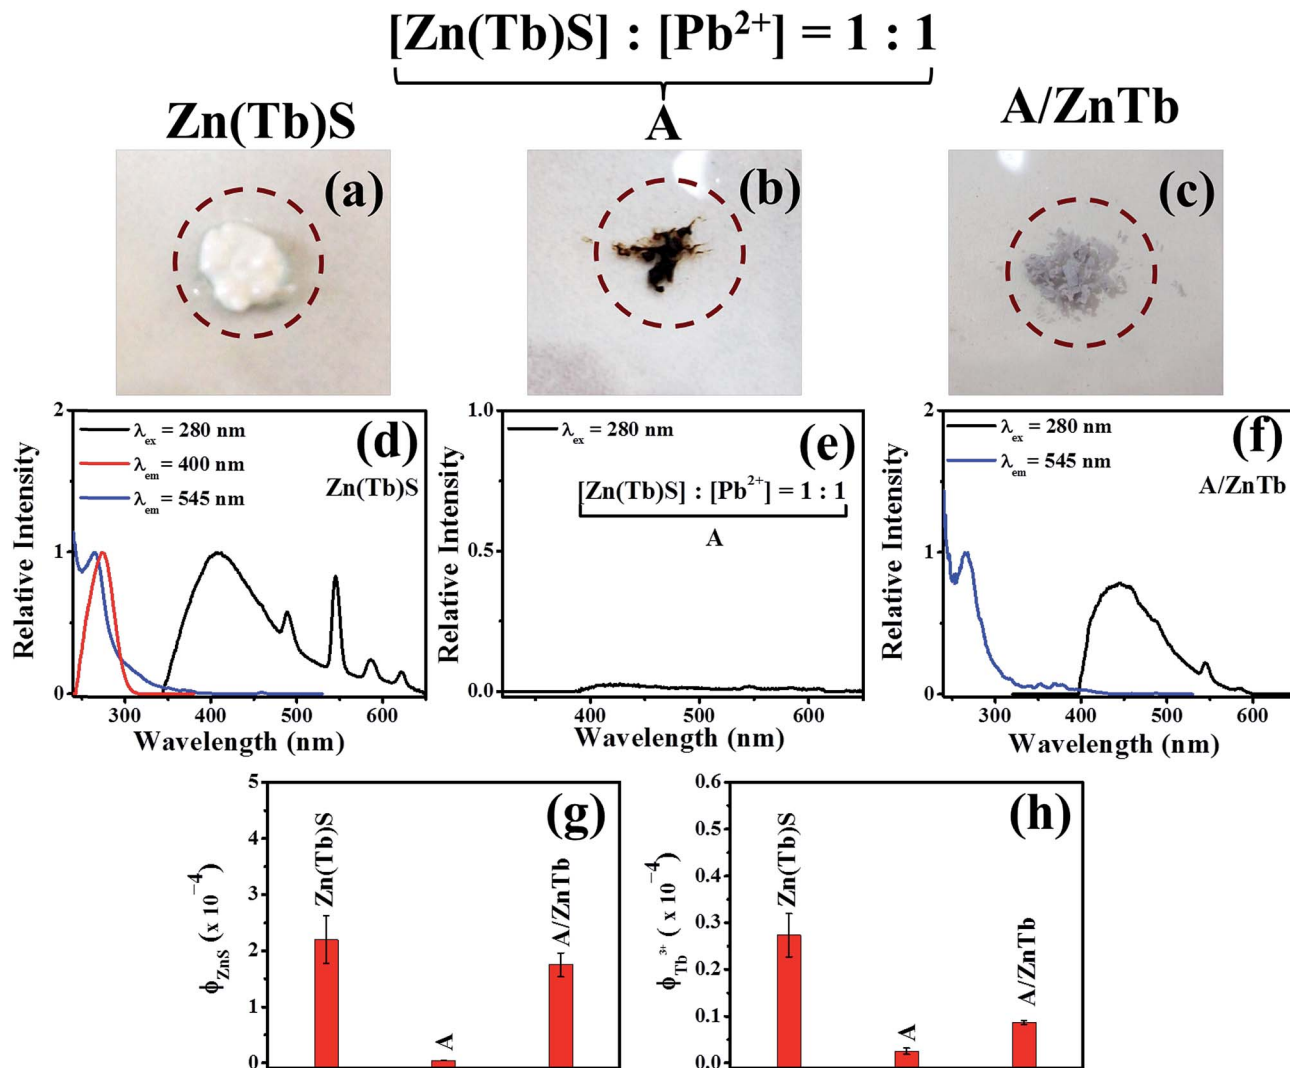 [Zn(Tb)S] : [Pb²⁺] = 1 : 1
Zn(Tb)S
A
A/ZnTb
(a)
(b)
(c)
2
1
0
300 400 500 600
Relative Intensity
Wavelength (nm)
λex = 280 nm
λem = 400 nm
λem = 545 nm
(d)
Zn(Tb)S
1.0
0.5
0.0
400 500 600
Relative Intensity
Wavelength (nm)
λex = 280 nm
(e)
[Zn(Tb)S] : [Pb²⁺] = 1 : 1
A
2
1
0
300 400 500 600
Relative Intensity
Wavelength (nm)
λex = 280 nm
λem = 545 nm
(f)
A/ZnTb
5
4
3
2
1
0
ϕZnS (x 10⁻⁴)
Zn(Tb)S
A
A/ZnTb
(g)
0.6
0.5
0.4
0.3
0.2
0.1
0.0
ϕTb³⁺ ( x 10⁻⁴)
Zn(Tb)S
A
A/ZnTb
(h)